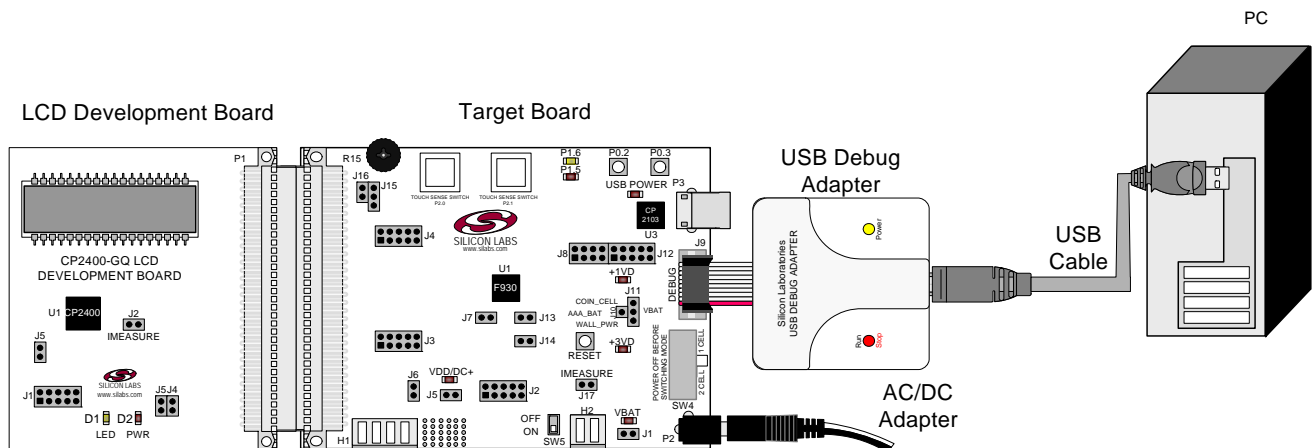 PC
LCD Development Board
Target Board
P1
R15
J16
J15
TOUCH SENSE SWITCH
P2.0
TOUCH SENSE SWITCH
P2.1
P1.6
P1.5
P0.2
P0.3
USB POWER
P3
CP
2103
U3
J4
SILICON LABS
www.silabs.com
J8
J12
J9
DEBUG
+1VD
U1
F930
COIN_CELL
AAA_BAT
WALL_PWR
J10
J11
VBAT
J7
J13
J14
J3
RESET
+3VD
IMEASURE
J17
POWER OFF BEFORE
SWITCHING MODE
2 CELL
1 CELL
SW4
J6
VDD/DC+
J5
J2
H1
OFF
ON
SW5
H2
VBAT
J1
P2
CP2400-GQ LCD
DEVELOPMENT BOARD
U1
CP2400
J2
IMEASURE
J5
J1
SILICON LABS
www.silabs.com
D1
D2
LED
PWR
J5
J4
USB Debug
Adapter
Power
Silicon Laboratories
USB DEBUG ADAPTER
Run
Stop
USB
Cable
AC/DC
Adapter